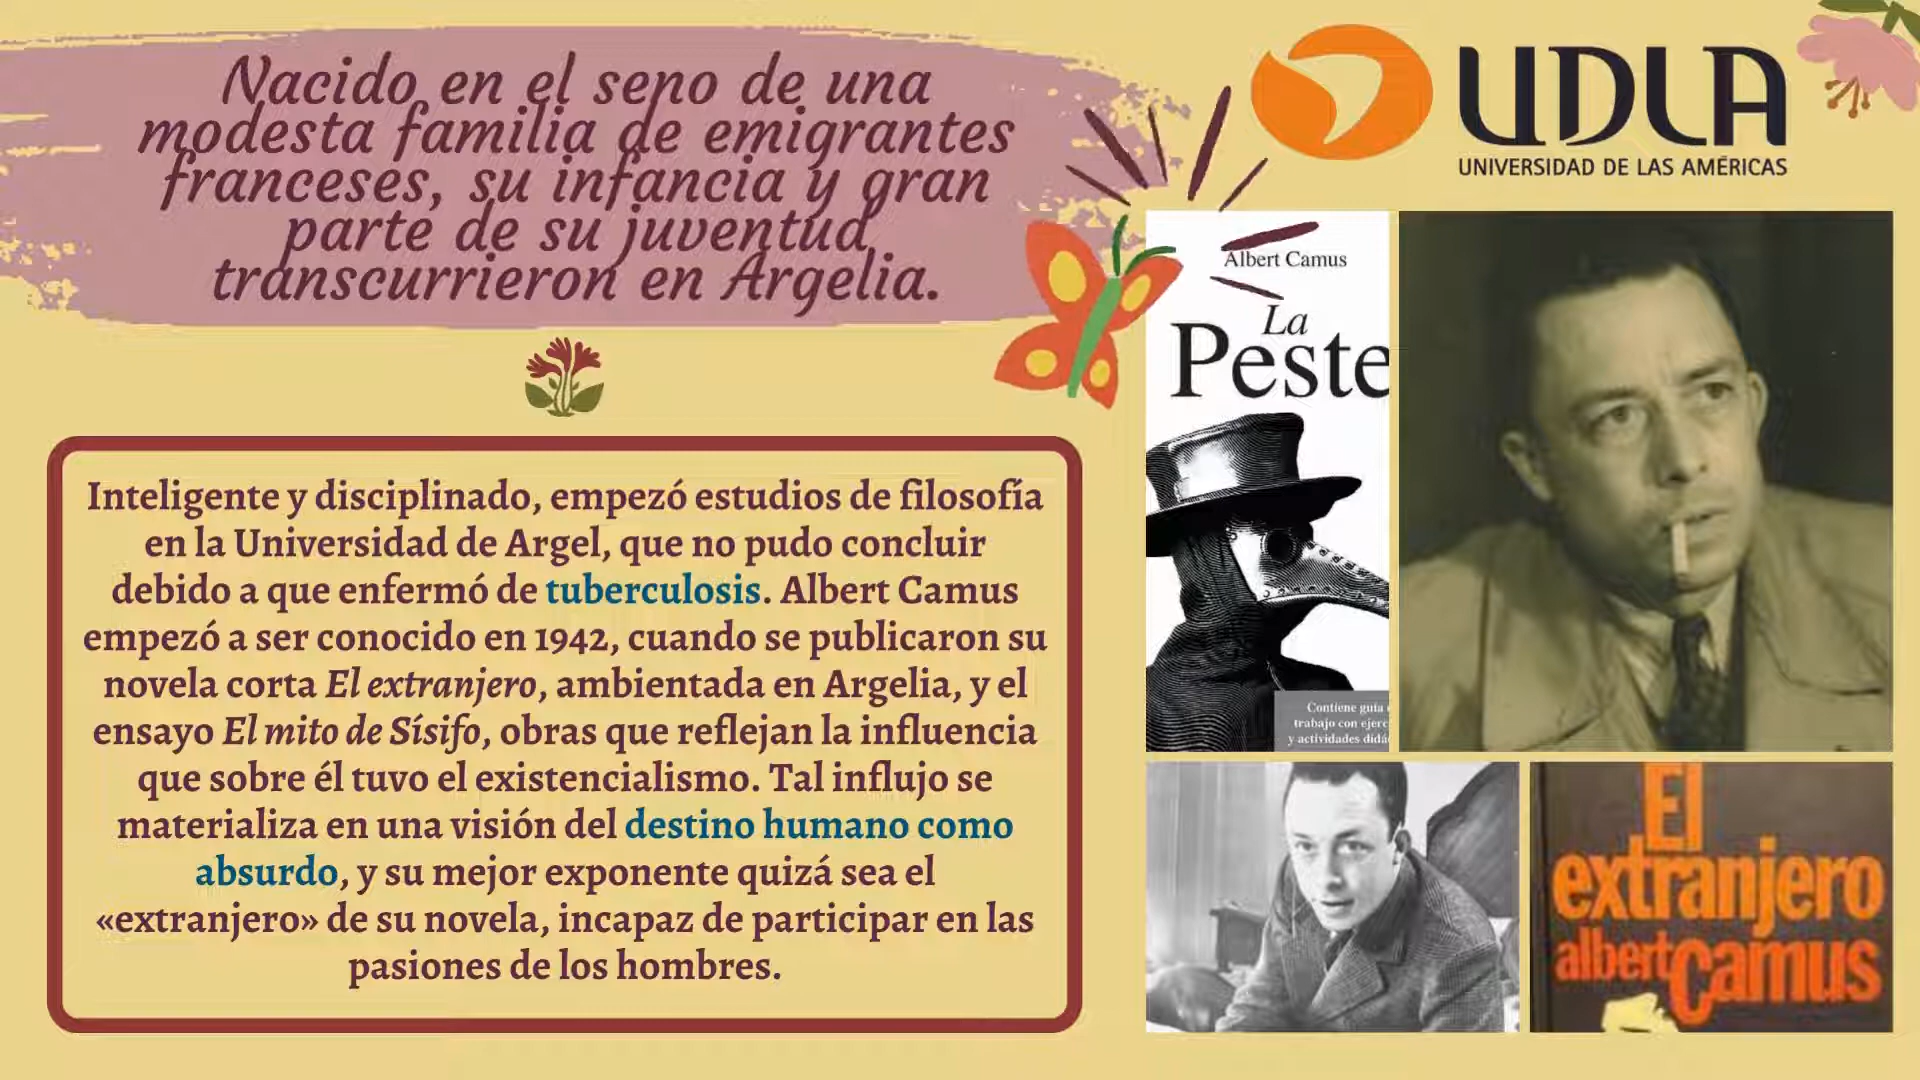 Nacido en el seno de una
modesta familia de emigrantes
franceses, su infancia y gran
parte de su juventud
transcurrieron en Argelia.
UDLA
UNIVERSIDAD DE LAS AMÉRICAS
Inteligente y disciplinado, empezó estudios de filosofía
en la Universidad de Argel, que no pudo concluir
debido a que enfermó de tuberculosis. Albert Camus
empezó a ser conocido en 1942, cuando se publicaron su
novela corta El extranjero, ambientada en Argelia, y el
ensayo El mito de Sísifo, obras que reflejan la influencia
que sobre él tuvo el existencialismo. Tal influjo se
materializa en una visión del destino humano como
absurdo, y su mejor exponente quizá sea el
«extranjero» de su novela, incapaz de participar en las
pasiones de los hombres.
Albert Camus
La
Peste
Contiene guía
trabajo con
y actividades
El
extranjero
albert Camus